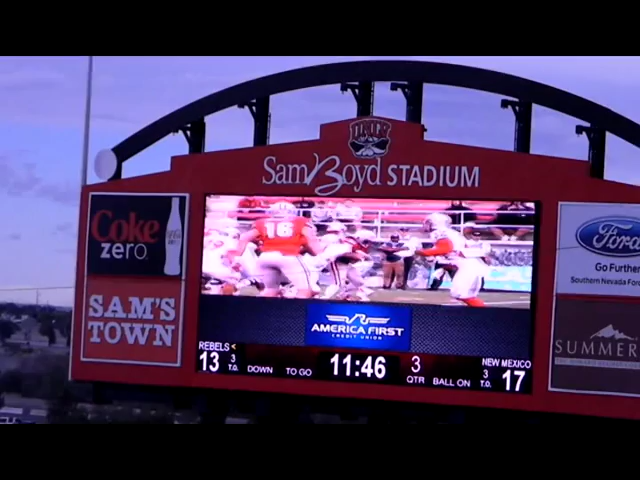 UNLV
Sam Boyd STADIUM
Coke
zero
SAM'S
TOWN
16
AMERICA FIRST
CREDIT UNION
REBELS <
13 3
T.O.
DOWN TO GO
11:46
3
QTR BALL ON
NEW MEXICO
3
T.O. 17
Ford
Go Further
Southern Nevada
SUMMER